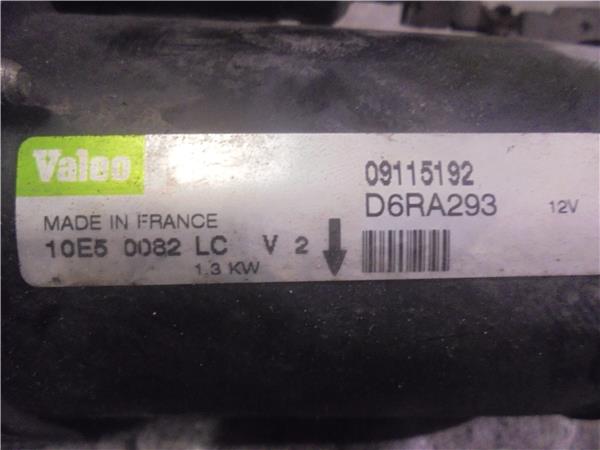 Valeo
09115192
D6RA293 12V
MADE IN FRANCE
10E5 0082 LC V 2
1.3 KW